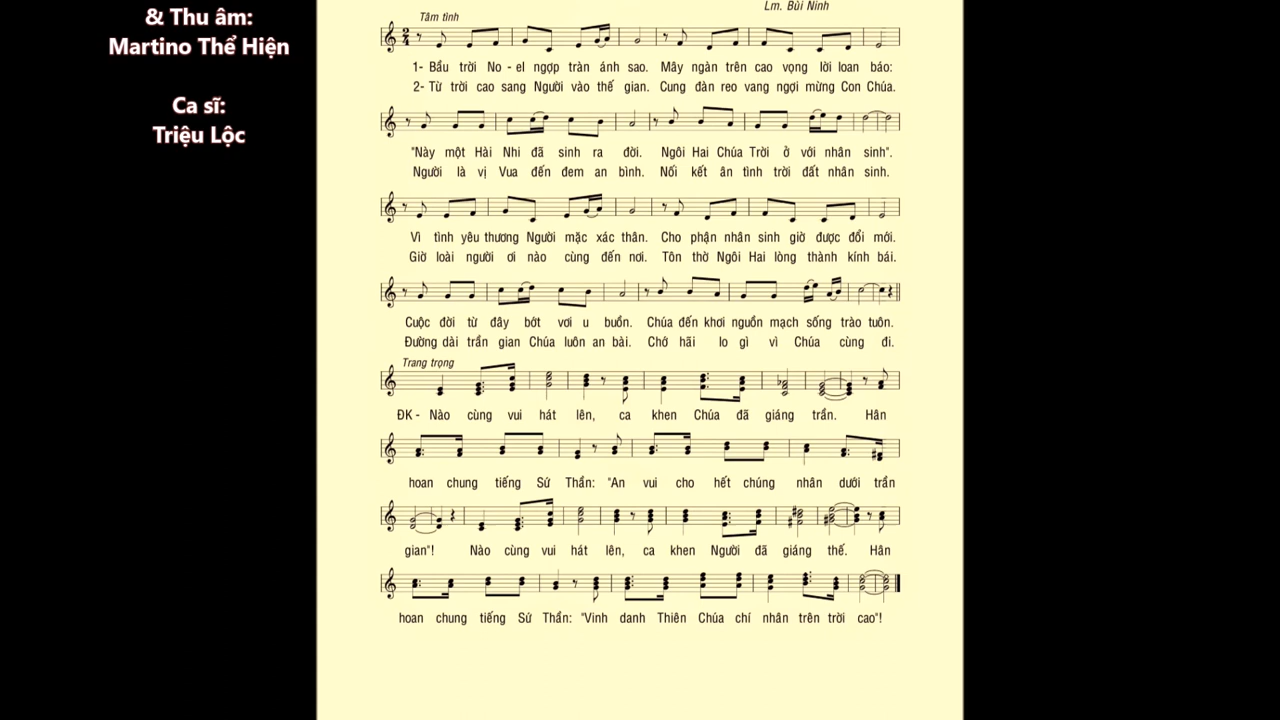 & Thu âm:
Martino Thể Hiện
Ca sĩ:
Triệu Lộc
Lm. Bùi Ninh
Tâm tình
1- Bầu trời No - el ngợp tràn ánh sao. Mây ngàn trên cao vọng lời loan báo:
2- Từ trời cao sang Người vào thế gian. Cung đàn reo vang ngợi mừng Con Chúa.
"Này một Hài Nhi đã sinh ra đời. Ngôi Hai Chúa Trời ở với nhân sinh".
Người là vị Vua đến đem an bình. Nối kết ân tình trời đất nhân sinh.
Vì tình yêu thương Người mặc xác thân. Cho phận nhân sinh giờ được đổi mới.
Giờ loài người ơi nào cùng đến nơi. Tôn thờ Ngôi Hai lòng thành kính bái.
Cuộc đời từ đây bớt vơi u buồn. Chúa đến khơi nguồn mạch sống trào tuôn.
Đường dài trần gian Chúa luôn an bài. Chớ hãi lo gì vì Chúa cùng đi.
Trang trọng
ĐK - Nào cùng vui hát lên, ca khen Chúa đã giáng trần. Hân
hoan chung tiếng Sứ Thần: "An vui cho hết chúng nhân dưới trần
gian"! Nào cùng vui hát lên, ca khen Người đã giáng thế. Hân
hoan chung tiếng Sứ Thần: "Vinh danh Thiên Chúa chí nhân trên trời cao"!